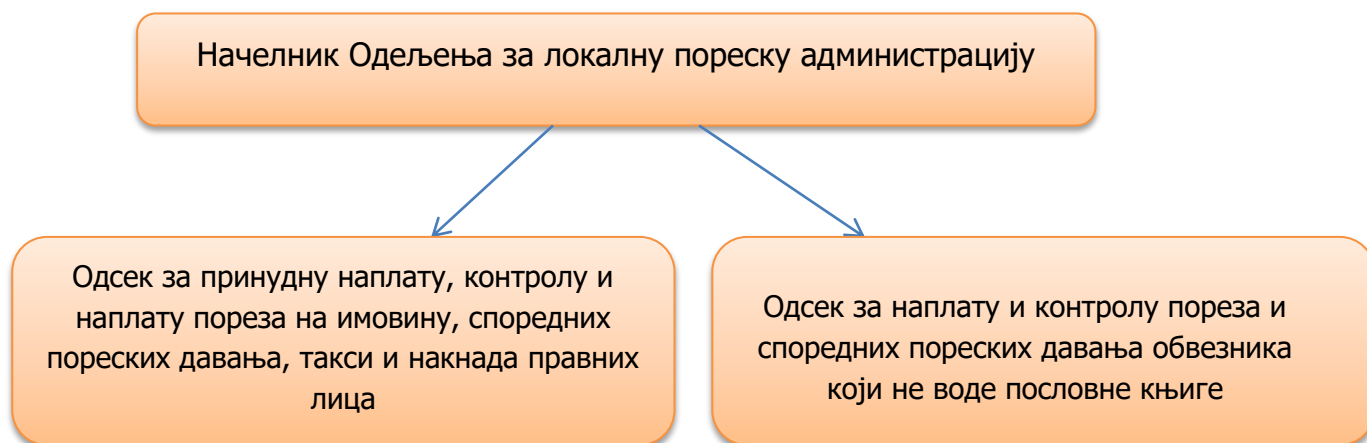 Начелник Одељења за локалну пореску администрацију
Одсек за принудну наплату, контролу и
наплату пореза на имовину, споредних
пореских давања, такси и накнада правних
лица
Одсек за наплату и контролу пореза и
споредних пореских давања обвезника
који не воде пословне књиге